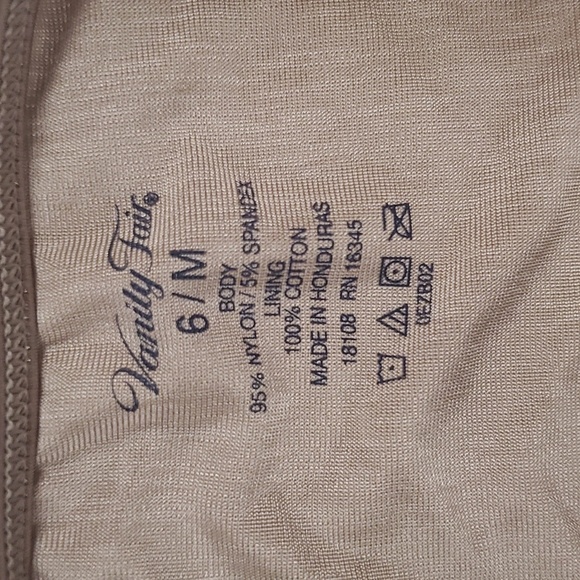 Vanity Fair®
6 / M
BODY
95% NYLON / 5% SPANDEX
LINING
100% COTTON
MADE IN HONDURAS
18108 RN 16345
0EZB02